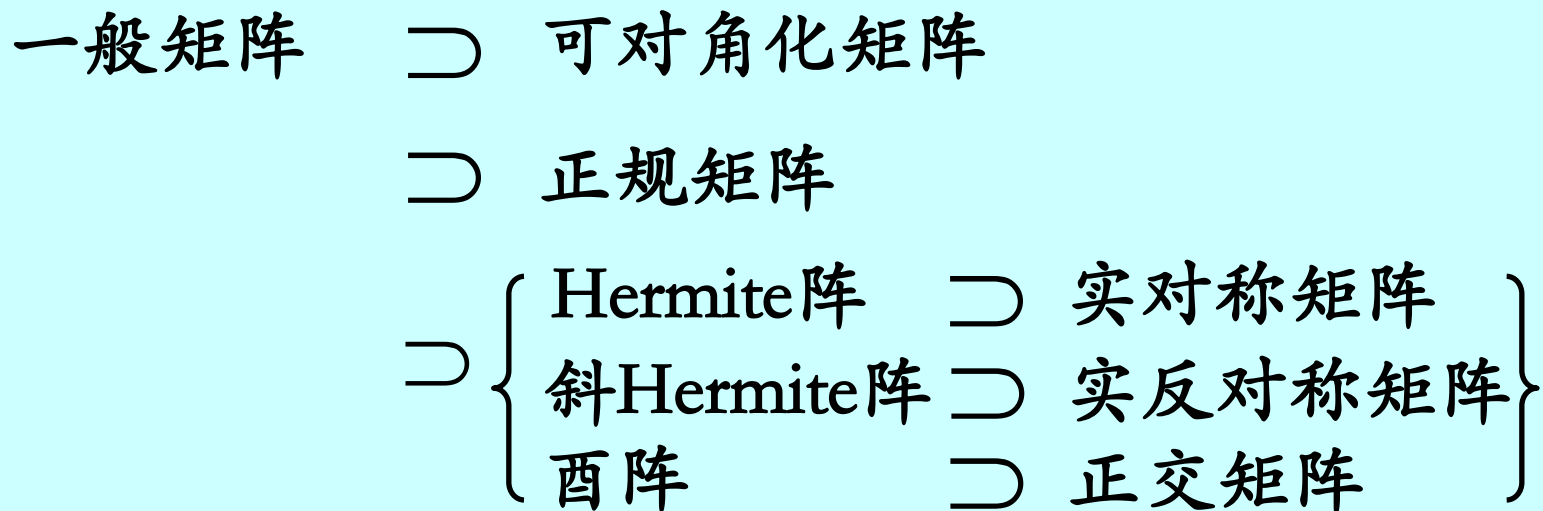 一般矩阵 ⊃ 可对角化矩阵
⊃ 正规矩阵
Hermite阵 ⊃ 实对称矩阵
⊃ { 斜Hermite阵 ⊃ 实反对称矩阵 }
酉阵 ⊃ 正交矩阵